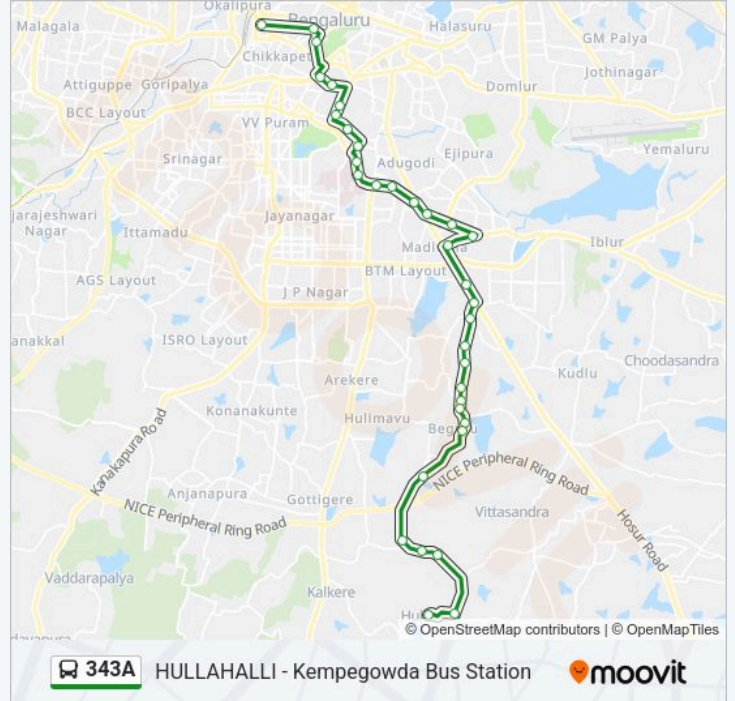 Okalipura
Malagala
Bengaluru
Halasuru
GM Palya
Chikkapet
Jothinagar
Attiguppe
Goripalya
Domlur
BCC Layout
VV Puram
Yemaluru
Srinagar
Adugodi
Ejipura
jarajeshwari
Nagar
Jayanagar
Ittamadu
Iblur
BTM Layout
AGS Layout
J P Nagar
anakkal
ISRO Layout
Choodasandra
Arekere
Kudlu
Konanakunte
Hulimavu
Kanakapura Road
NICE Peripheral Ring Road
Anjanapura
Gottigere
NICE Peripheral Ring Road
Vittasandra
Hosur Road
Vaddarapalya
Kalkere
© OpenStreetMap contributors | © OpenMapTiles
343A HULLAHALLI - Kempegowda Bus Station
moovit